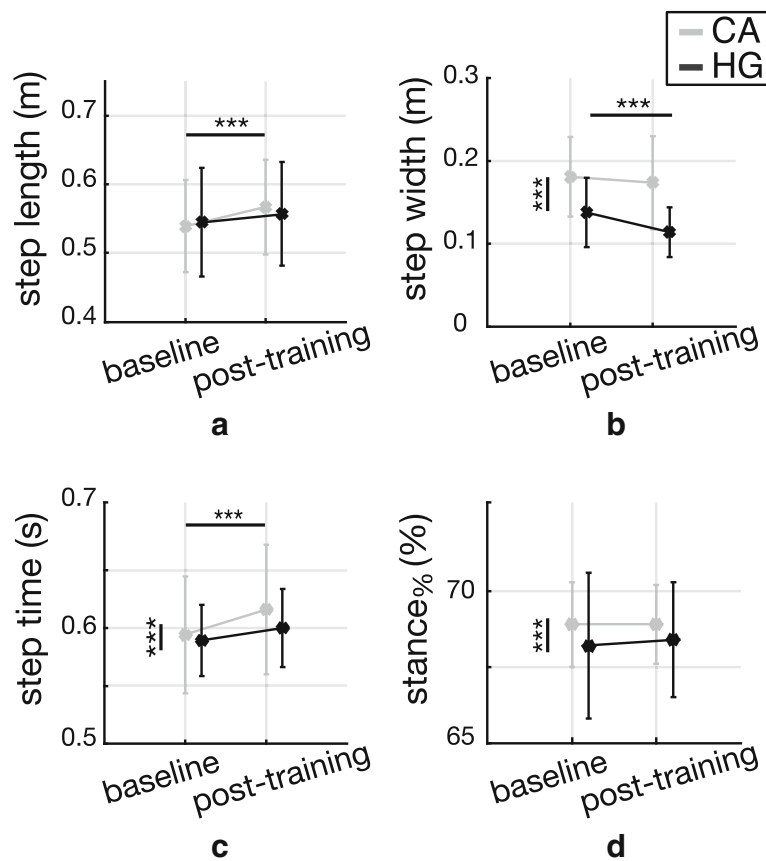 CA
HG
step length (m)
0.7
0.6
0.5
0.4
***
baseline
post-training
a
step width (m)
0.3
0.2
0.1
0
***
***
baseline
post-training
b
step time (s)
0.7
0.6
0.5
***
***
baseline
post-training
c
stance% (%)
70
65
***
baseline
post-training
d